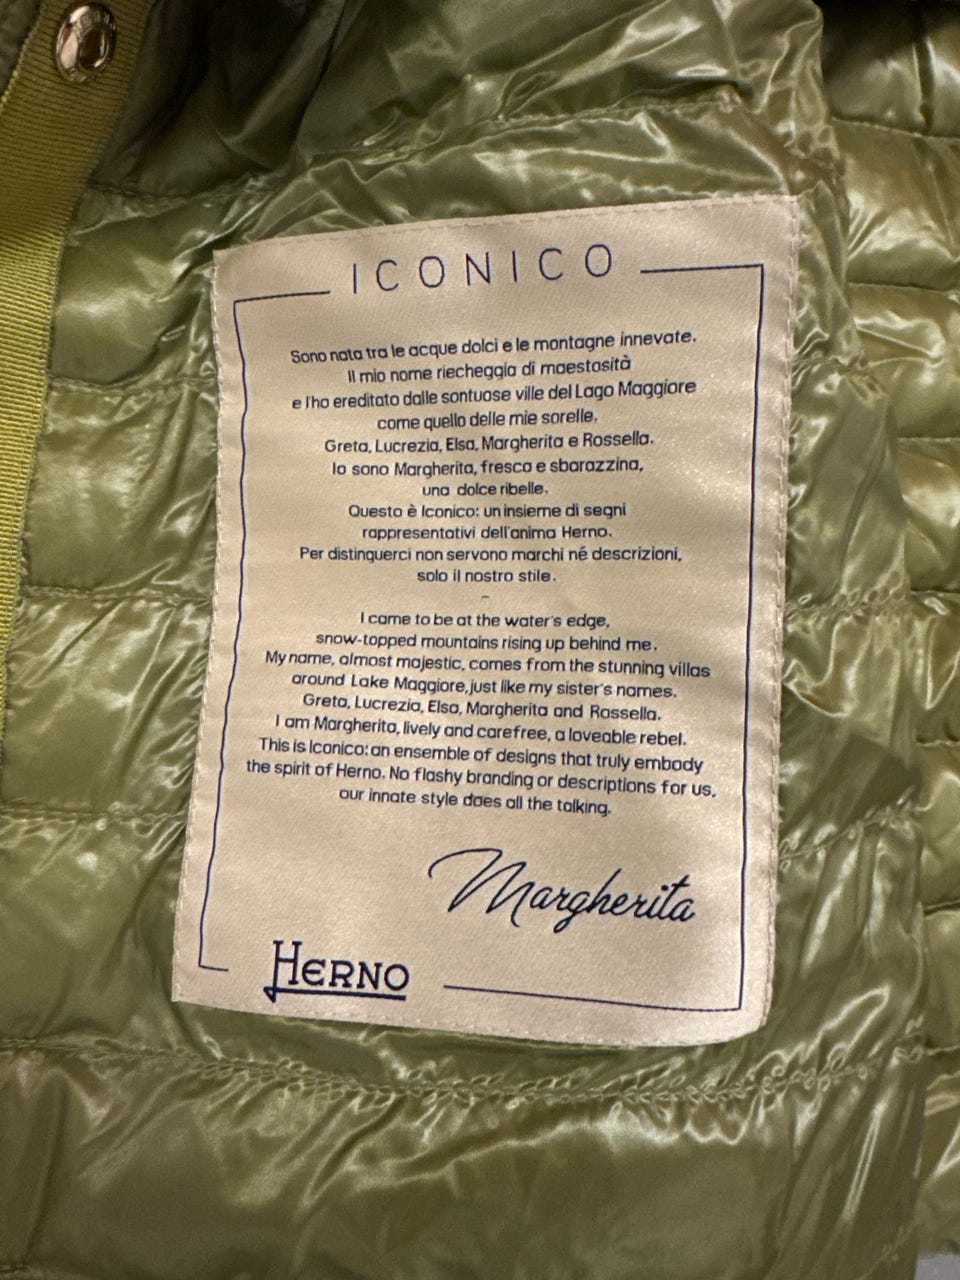 ICONICO
Sono nata tra le acque dolci e le montagne innevate.
Il mio nome riecheggia di maestosità
e l'ho ereditato dalle sontuose ville del Lago Maggiore
come quello delle mie sorelle.
Greta, Lucrezia, Elsa, Margherita e Rossella.
Io sono Margherita, fresca e sbarazzina,
una dolce ribelle.
Questo è Iconico: un insieme di segni
rappresentativi dell'anima Herno.
Per distinguerci non servono marchi né descrizioni,
solo il nostro stile.
–
I came to be at the water's edge,
snow-topped mountains rising up behind me.
My name, almost majestic, comes from the stunning villas
around Lake Maggiore, just like my sister's names.
Greta, Lucrezia, Elsa, Margherita and Rossella.
I am Margherita, lively and carefree, a loveable rebel.
This is Iconico: an ensemble of designs that truly embody
the spirit of Herno. No flashy branding or descriptions for us,
our innate style does all the talking.
Margherita
HERNO